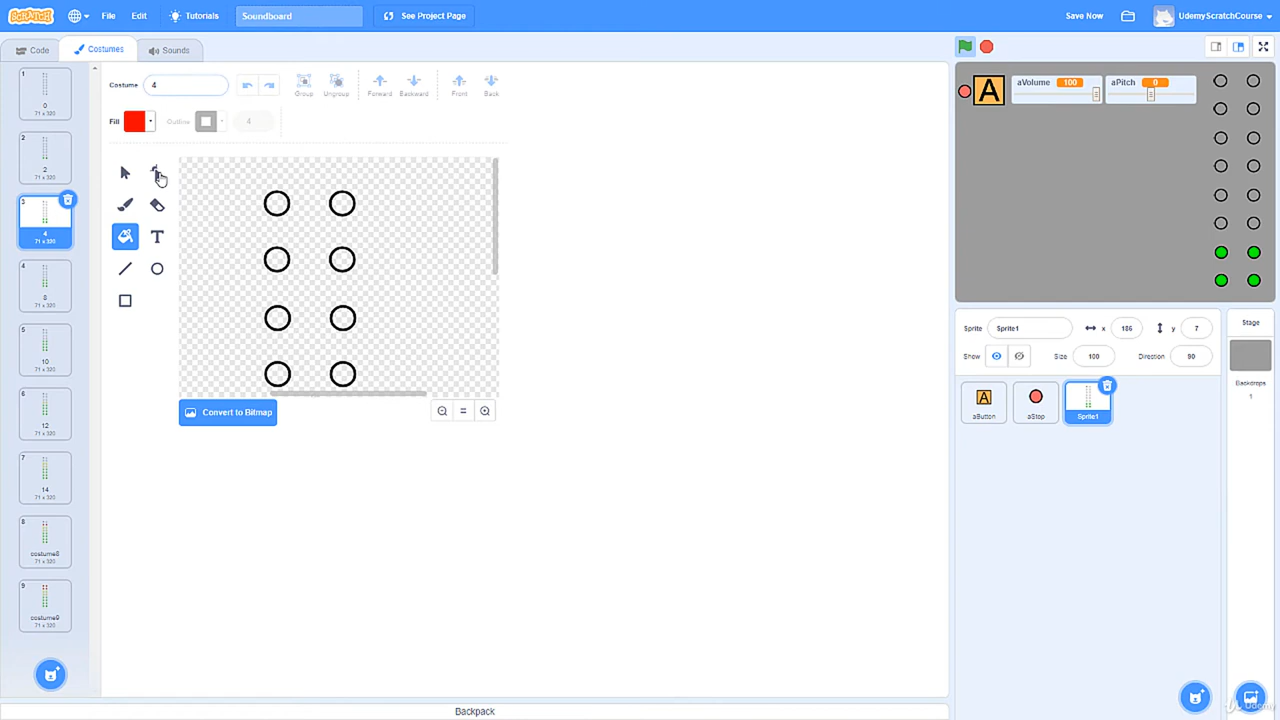 SCRATCH
File
Edit
Tutorials
Soundboard
See Project Page
Save Now
UdemyScratchCourse
Code
Costumes
Sounds
1
0
2
2
71 x 320
3
4
71 x 320
4
8
71 x 320
5
10
71 x 320
6
12
71 x 320
7
14
71 x 320
8
costume8
71 x 320
9
costume9
71 x 320
Costume
4
Group
Ungroup
Forward
Backward
Front
Back
Fill
Outline
4
T
Convert to Bitmap
A
aVolume 100
aPitch 0
Sprite
Sprite1
x
186
y
7
Show
Size
100
Direction
90
A
aButton
aStop
Sprite1
Stage
Backdrops
1
Backpack
Udemy